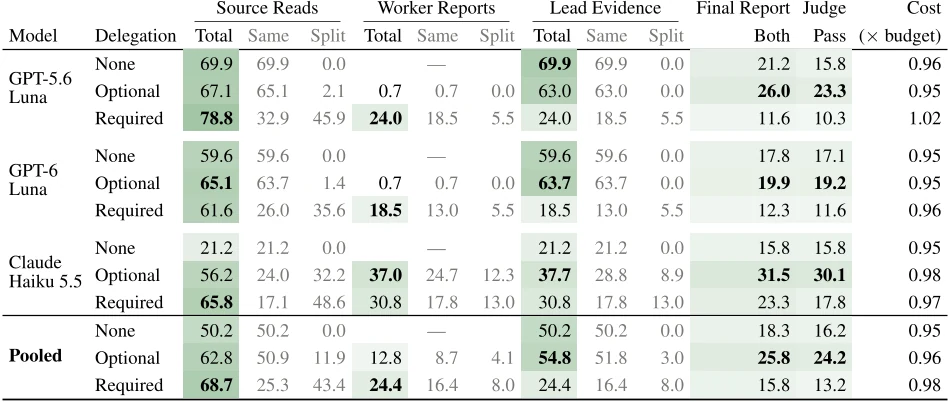 Source Reads Worker Reports Lead Evidence Final Report Judge Cost
Model Delegation Total Same Split Total Same Split Total Same Split Both Pass (× budget)
GPT-5.6 Luna None 69.9 69.9 0.0 — 69.9 69.9 0.0 21.2 15.8 0.96
Optional 67.1 65.1 2.1 0.7 0.7 0.0 63.0 63.0 0.0 26.0 23.3 0.95
Required 78.8 32.9 45.9 24.0 18.5 5.5 24.0 18.5 5.5 11.6 10.3 1.02
GPT-6 Luna None 59.6 59.6 0.0 — 59.6 59.6 0.0 17.8 17.1 0.95
Optional 65.1 63.7 1.4 0.7 0.7 0.0 63.7 63.7 0.0 19.9 19.2 0.95
Required 61.6 26.0 35.6 18.5 13.0 5.5 18.5 13.0 5.5 12.3 11.6 0.96
Claude Haiku 5.5 None 21.2 21.2 0.0 — 21.2 21.2 0.0 15.8 15.8 0.95
Optional 56.2 24.0 32.2 37.0 24.7 12.3 37.7 28.8 8.9 31.5 30.1 0.98
Required 65.8 17.1 48.6 30.8 17.8 13.0 30.8 17.8 13.0 23.3 17.8 0.97
Pooled None 50.2 50.2 0.0 — 50.2 50.2 0.0 18.3 16.2 0.95
Optional 62.8 50.9 11.9 12.8 8.7 4.1 54.8 51.8 3.0 25.8 24.2 0.96
Required 68.7 25.3 43.4 24.4 16.4 8.0 24.4 16.4 8.0 15.8 13.2 0.98